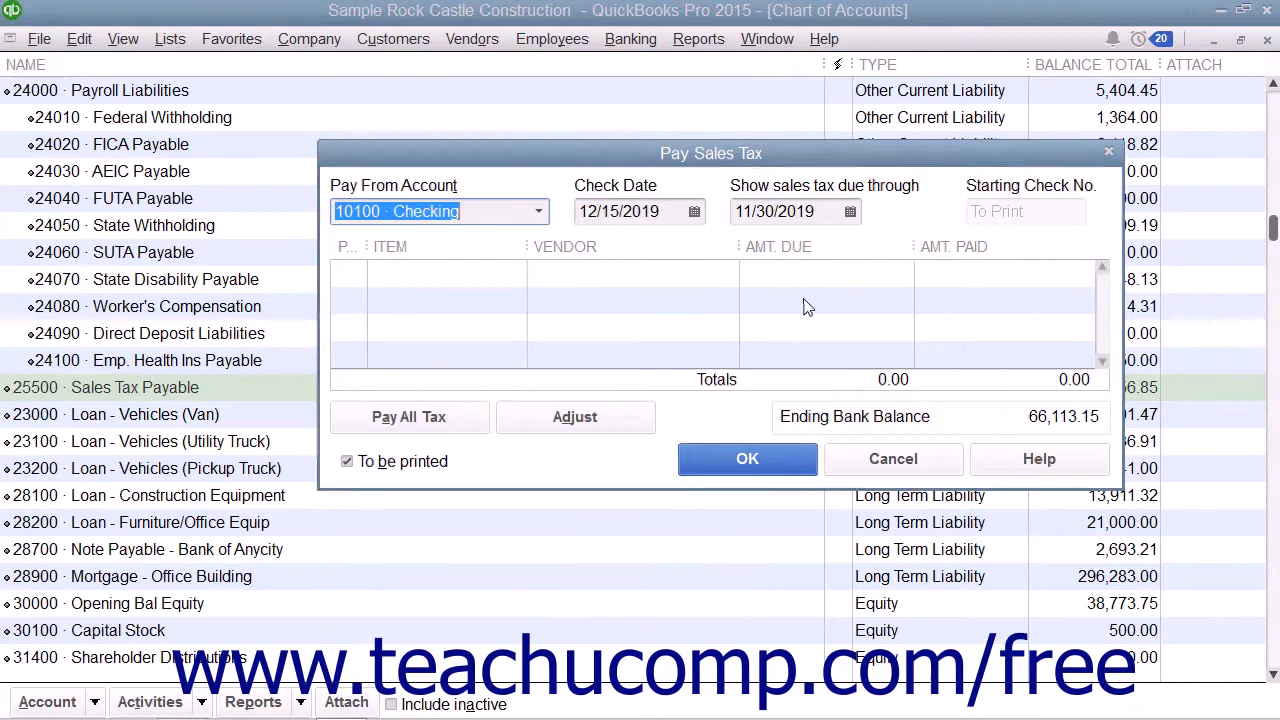 Sample Rock Castle Construction - QuickBooks Pro 2015 - [Chart of Accounts]
File Edit View Lists Favorites Company Customers Vendors Employees Banking Reports Window Help 20
NAME TYPE BALANCE TOTAL ATTACH
24000 · Payroll Liabilities Other Current Liability 5,404.45
24010 · Federal Withholding Other Current Liability 1,364.00
24020 · FICA Payable
24030 · AEIC Payable
24040 · FUTA Payable
24050 · State Withholding
24060 · SUTA Payable
24070 · State Disability Payable
24080 · Worker's Compensation
24090 · Direct Deposit Liabilities
24100 · Emp. Health Ins Payable
25500 · Sales Tax Payable
23000 · Loan - Vehicles (Van)
23100 · Loan - Vehicles (Utility Truck)
23200 · Loan - Vehicles (Pickup Truck)
28100 · Loan - Construction Equipment Long Term Liability 13,911.32
28200 · Loan - Furniture/Office Equip Long Term Liability 21,000.00
28700 · Note Payable - Bank of Anycity Long Term Liability 2,693.21
28900 · Mortgage - Office Building Long Term Liability 296,283.00
30000 · Opening Bal Equity Equity 38,773.75
30100 · Capital Stock Equity 500.00
31400 · Shareholder Distributions Equity
Pay Sales Tax
Pay From Account Check Date Show sales tax due through Starting Check No.
10100 · Checking 12/15/2019 11/30/2019 To Print
P... ITEM VENDOR AMT. DUE AMT. PAID
Totals 0.00 0.00
Pay All Tax Adjust Ending Bank Balance 66,113.15
To be printed OK Cancel Help
www.teachucomp.com/free
Account Activities Reports Attach Include inactive